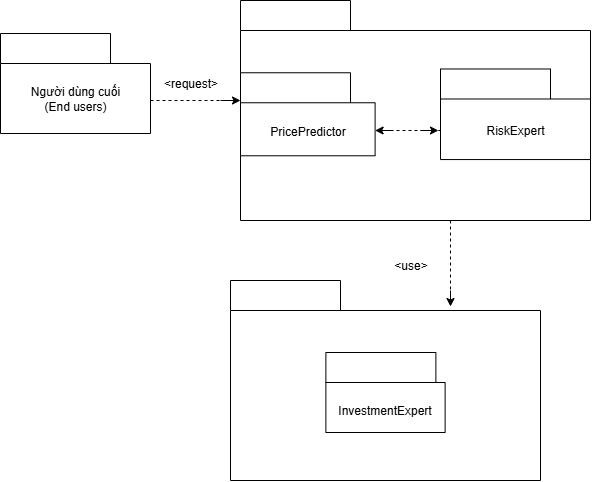 <request>
Người dùng cuối
(End users)
PricePredictor
RiskExpert
<use>
InvestmentExpert